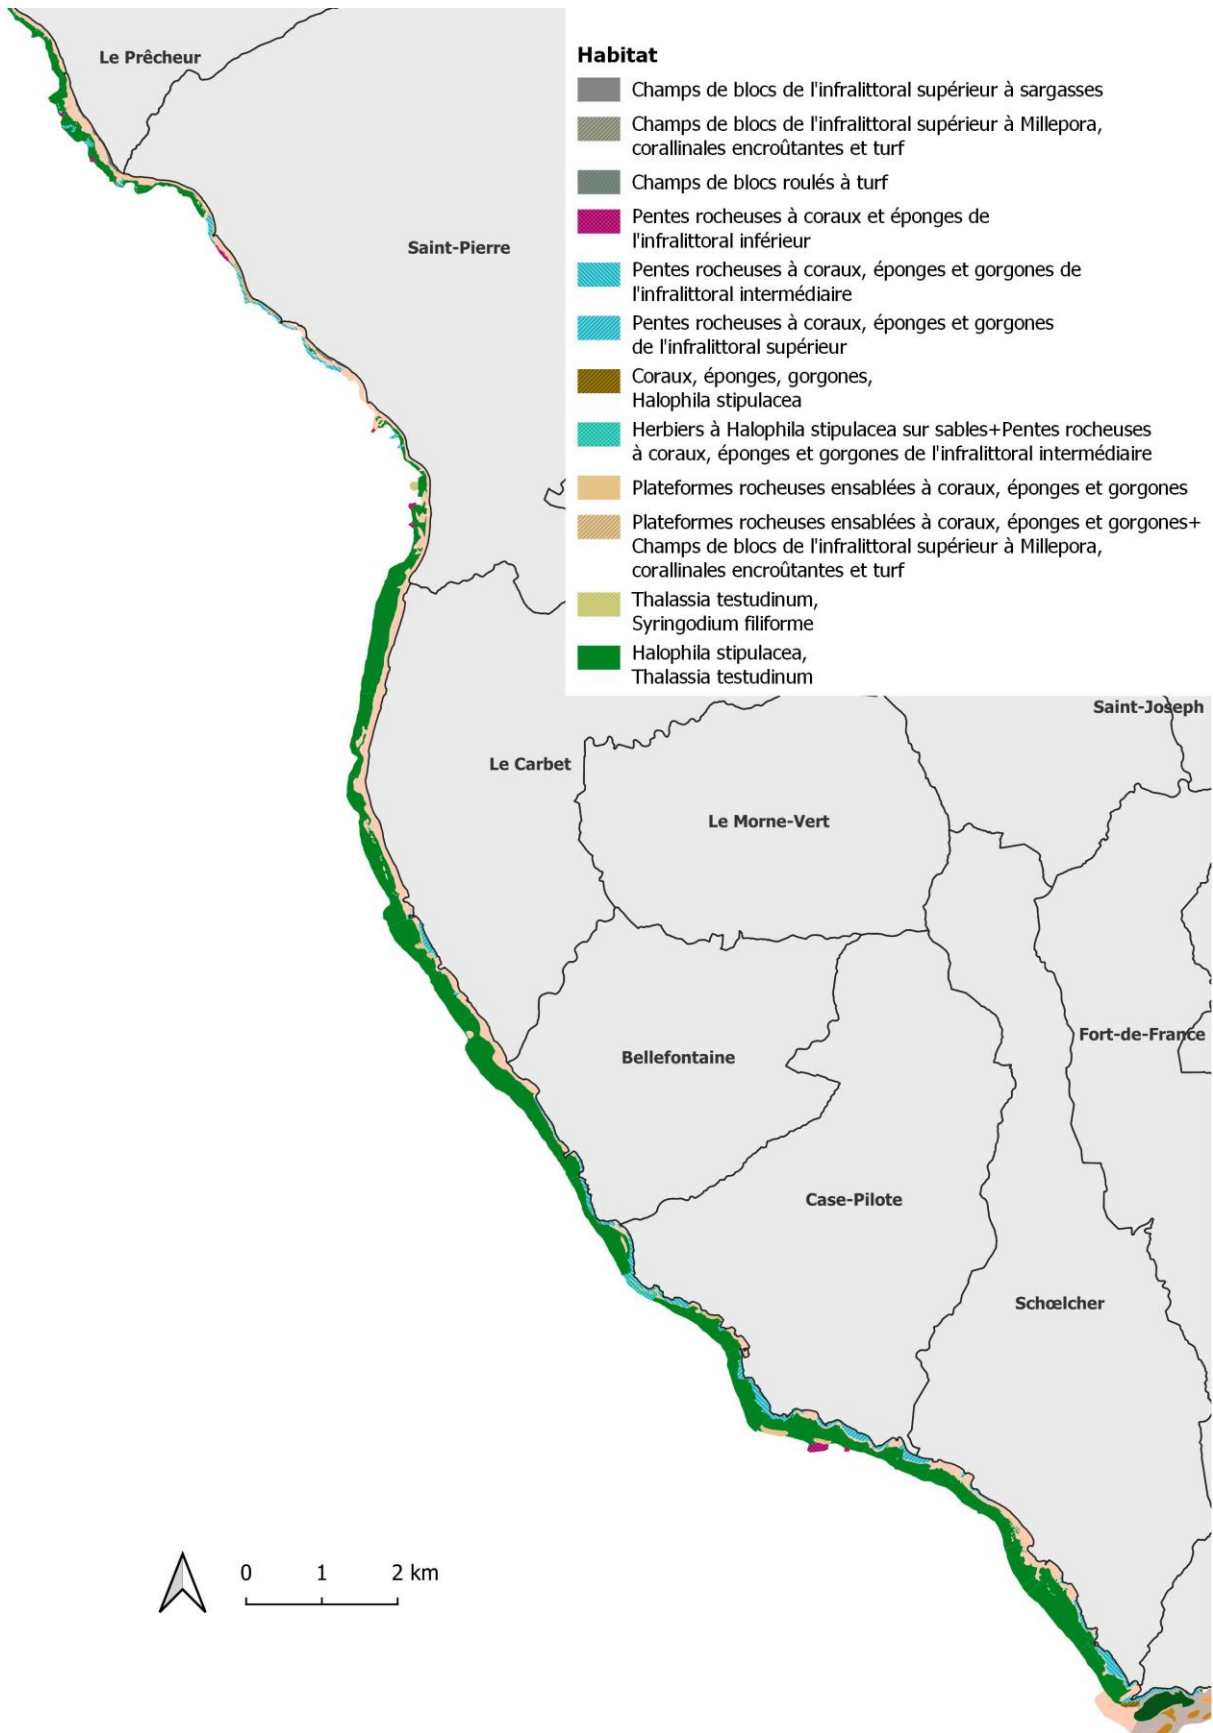 Le Prêcheur
Habitat
Champs de blocs de l'infralittoral supérieur à sargasses
Champs de blocs de l'infralittoral supérieur à Millepora,
corallinales encroûtantes et turf
Champs de blocs roulés à turf
Pentes rocheuses à coraux et éponges de
l'infralittoral inférieur
Pentes rocheuses à coraux, éponges et gorgones de
l'infralittoral intermédiaire
Pentes rocheuses à coraux, éponges et gorgones
de l'infralittoral supérieur
Coraux, éponges, gorgones,
Halophila stipulacea
Herbiers à Halophila stipulacea sur sables+Pentes rocheuses
à coraux, éponges et gorgones de l'infralittoral intermédiaire
Plateformes rocheuses ensablées à coraux, éponges et gorgones
Plateformes rocheuses ensablées à coraux, éponges et gorgones+
Champs de blocs de l'infralittoral supérieur à Millepora,
corallinales encroûtantes et turf
Thalassia testudinum,
Syringodium filiforme
Halophila stipulacea,
Thalassia testudinum
Saint-Pierre
Saint-Joseph
Le Carbet
Le Morne-Vert
Fort-de-France
Bellefontaine
Case-Pilote
Schœlcher
0 1 2 km